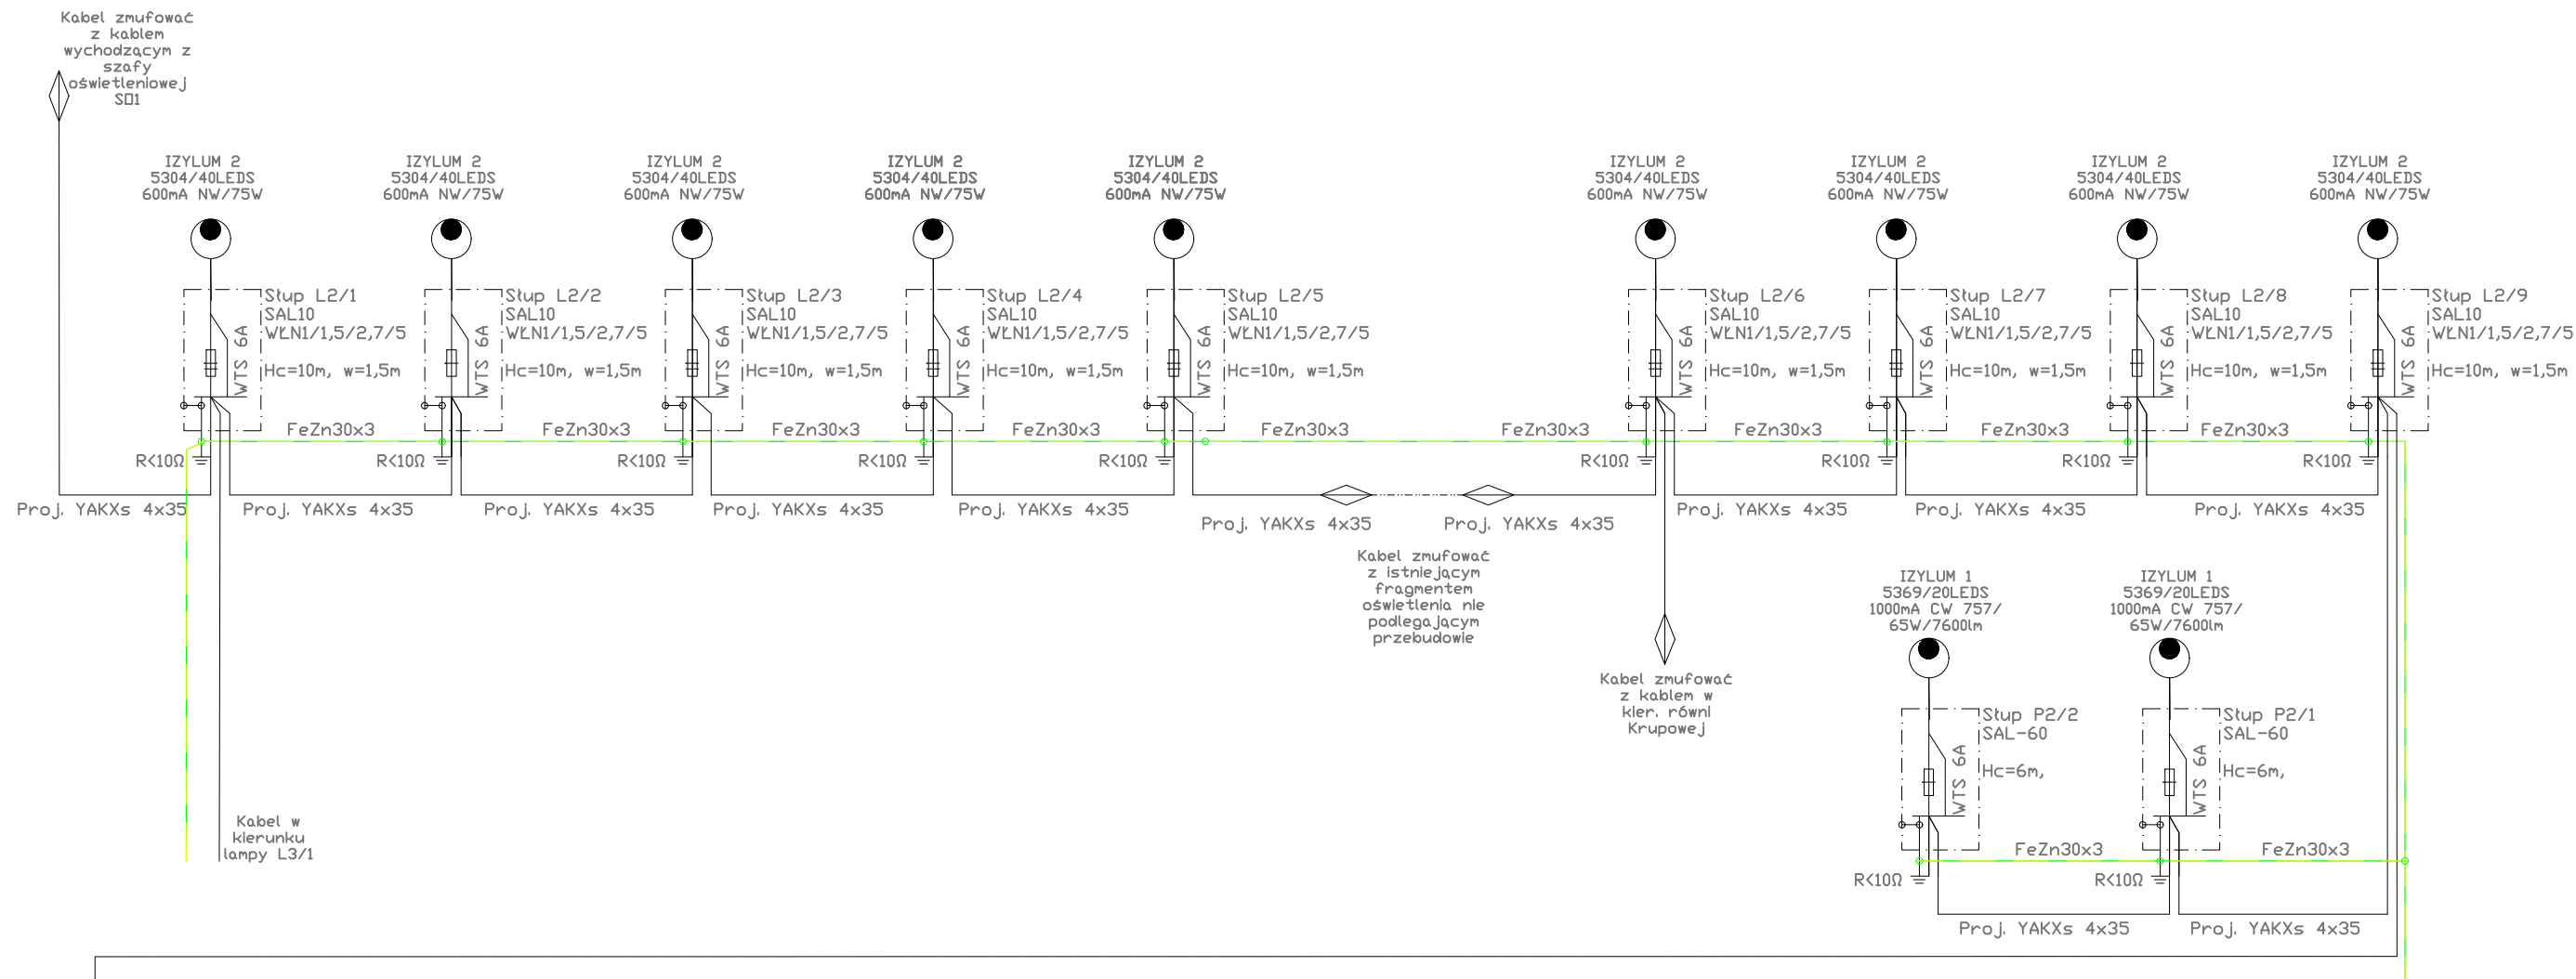 Kabel zmufować
z kablem
wychodzącym z
szafy
oświetleniowej
SO1
IZYLUM 2
5304/40LEDS
600mA NW/75W
IZYLUM 2
5304/40LEDS
600mA NW/75W
IZYLUM 2
5304/40LEDS
600mA NW/75W
IZYLUM 2
5304/40LEDS
600mA NW/75W
IZYLUM 2
5304/40LEDS
600mA NW/75W
IZYLUM 2
5304/40LEDS
600mA NW/75W
IZYLUM 2
5304/40LEDS
600mA NW/75W
IZYLUM 2
5304/40LEDS
600mA NW/75W
IZYLUM 2
5304/40LEDS
600mA NW/75W
Słup L2/1
SAL10
WŁN1/1,5/2,7/5
Hc=10m, w=1,5m
WTS 6A
Słup L2/2
SAL10
WŁN1/1,5/2,7/5
Hc=10m, w=1,5m
WTS 6A
Słup L2/3
SAL10
WŁN1/1,5/2,7/5
Hc=10m, w=1,5m
WTS 6A
Słup L2/4
SAL10
WŁN1/1,5/2,7/5
Hc=10m, w=1,5m
WTS 6A
Słup L2/5
SAL10
WŁN1/1,5/2,7/5
Hc=10m, w=1,5m
WTS 6A
Słup L2/6
SAL10
WŁN1/1,5/2,7/5
Hc=10m, w=1,5m
WTS 6A
Słup L2/7
SAL10
WŁN1/1,5/2,7/5
Hc=10m, w=1,5m
WTS 6A
Słup L2/8
SAL10
WŁN1/1,5/2,7/5
Hc=10m, w=1,5m
WTS 6A
Słup L2/9
SAL10
WŁN1/1,5/2,7/5
Hc=10m, w=1,5m
WTS 6A
FeZn30x3
FeZn30x3
FeZn30x3
FeZn30x3
FeZn30x3
FeZn30x3
FeZn30x3
FeZn30x3
FeZn30x3
R<10Ω
R<10Ω
R<10Ω
R<10Ω
R<10Ω
R<10Ω
R<10Ω
R<10Ω
R<10Ω
Proj. YAKXs 4x35
Proj. YAKXs 4x35
Proj. YAKXs 4x35
Proj. YAKXs 4x35
Proj. YAKXs 4x35
Proj. YAKXs 4x35
Proj. YAKXs 4x35
Proj. YAKXs 4x35
Proj. YAKXs 4x35
Proj. YAKXs 4x35
Kabel zmufować
z istniejącym
fragmentem
oświetlenia nie
podlegającym
przebudowie
Kabel zmufować
z kablem w
kier. równi
Krupowej
IZYLUM 1
5369/20LEDS
1000mA CW 757/
65W/7600lm
IZYLUM 1
5369/20LEDS
1000mA CW 757/
65W/7600lm
Słup P2/2
SAL-60
Hc=6m,
WTS 6A
Słup P2/1
SAL-60
Hc=6m,
WTS 6A
Kabel w
kierunku
lampy L3/1
FeZn30x3
FeZn30x3
R<10Ω
R<10Ω
Proj. YAKXs 4x35
Proj. YAKXs 4x35